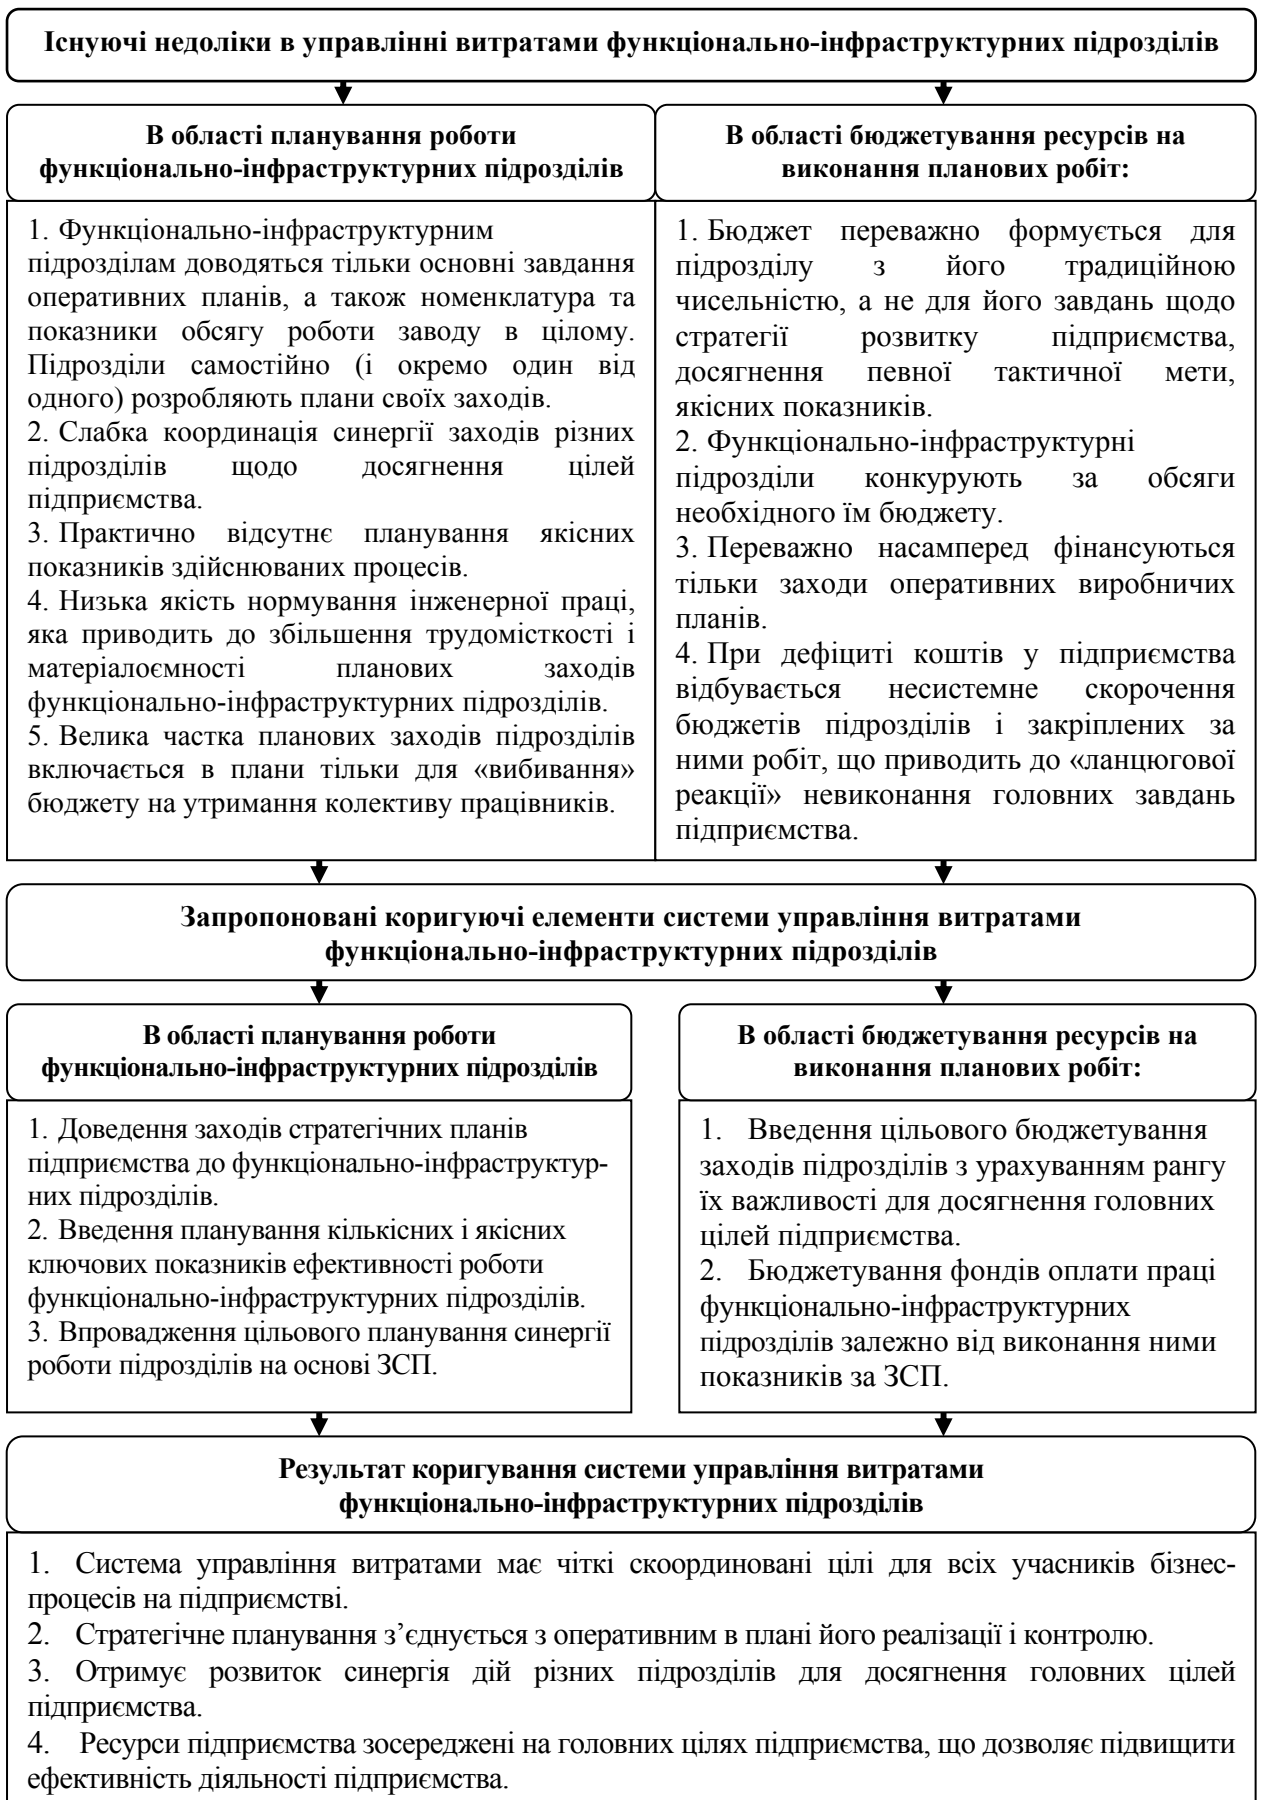 Існуючі недоліки в управлінні витратами функціонально-інфраструктурних підрозділів
В області планування роботи
функціонально-інфраструктурних підрозділів
1. Функціонально-інфраструктурним
підрозділам доводяться тільки основні завдання
оперативних планів, а також номенклатура та
показники обсягу роботи заводу в цілому.
Підрозділи самостійно (і окремо один від
одного) розробляють плани своїх заходів.
2. Слабка координація синергії заходів різних
підрозділів щодо досягнення цілей
підприємства.
3. Практично відсутнє планування якісних
показників здійснюваних процесів.
4. Низька якість нормування інженерної праці,
яка приводить до збільшення трудомісткості і
матеріалоємності планових заходів
функціонально-інфраструктурних підрозділів.
5. Велика частка планових заходів підрозділів
включається в плани тільки для «вибивання»
бюджету на утримання колективу працівників.
В області бюджетування ресурсів на
виконання планових робіт:
1. Бюджет переважно формується для
підрозділу з його традиційною
чисельністю, а не для його завдань щодо
стратегії розвитку підприємства,
досягнення певної тактичної мети,
якісних показників.
2. Функціонально-інфраструктурні
підрозділи конкурують за обсяги
необхідного їм бюджету.
3. Переважно насамперед фінансуються
тільки заходи оперативних виробничих
планів.
4. При дефіциті коштів у підприємства
відбувається несистемне скорочення
бюджетів підрозділів і закріплених за
ними робіт, що приводить до «ланцюгової
реакції» невиконання головних завдань
підприємства.
Запропоновані коригуючі елементи системи управління витратами
функціонально-інфраструктурних підрозділів
В області планування роботи
функціонально-інфраструктурних підрозділів
1. Доведення заходів стратегічних планів
підприємства до функціонально-інфраструктур-
них підрозділів.
2. Введення планування кількісних і якісних
ключових показників ефективності роботи
функціонально-інфраструктурних підрозділів.
3. Впровадження цільового планування синергії
роботи підрозділів на основі ЗСП.
В області бюджетування ресурсів на
виконання планових робіт:
1. Введення цільового бюджетування
заходів підрозділів з урахуванням рангу
їх важливості для досягнення головних
цілей підприємства.
2. Бюджетування фондів оплати праці
функціонально-інфраструктурних
підрозділів залежно від виконання ними
показників за ЗСП.
Результат коригування системи управління витратами
функціонально-інфраструктурних підрозділів
1. Система управління витратами має чіткі скоординовані цілі для всіх учасників бізнес-
процесів на підприємстві.
2. Стратегічне планування з’єднується з оперативним в плані його реалізації і контролю.
3. Отримує розвиток синергія дій різних підрозділів для досягнення головних цілей
підприємства.
4. Ресурси підприємства зосереджені на головних цілях підприємства, що дозволяє підвищити
ефективність діяльності підприємства.